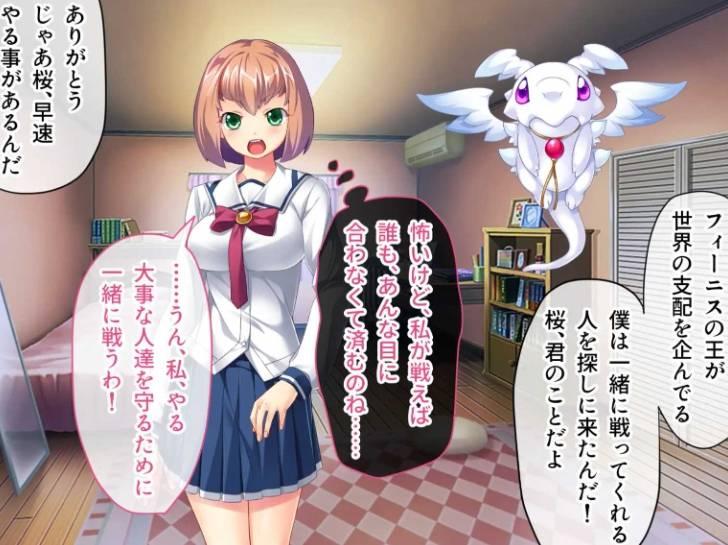 フィーニスの王が
世界の支配を企んでる
僕は一緒に戦ってくれる
人を探しに来たんだ！
桜、君のことだよ
怖いけど、私が戦えば
誰も、あんな目に
合わなくて済むのね……
……うん、私、やる
大事な人達を守るために
一緒に戦うわ！
ありがとう
じゃあ桜、早速
やる事があるんだ